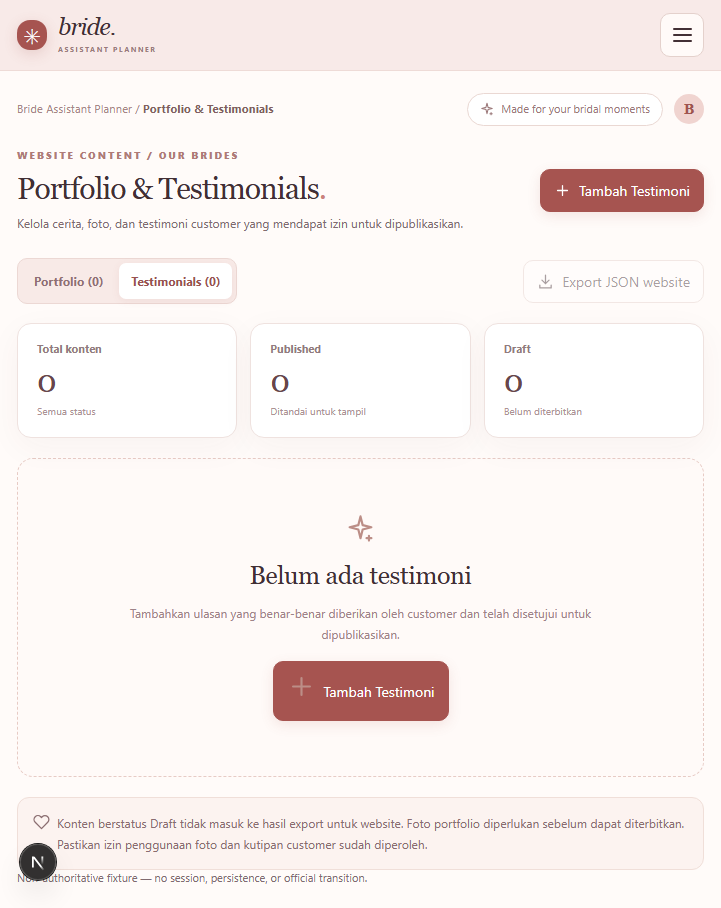 bride.
ASSISTANT PLANNER
Bride Assistant Planner / Portfolio & Testimonials
Made for your bridal moments
B
WEBSITE CONTENT / OUR BRIDES
Portfolio & Testimonials.
Tambah Testimoni
Kelola cerita, foto, dan testimoni customer yang mendapat izin untuk dipublikasikan.
Portfolio (0)
Testimonials (0)
Export JSON website
Total konten
0
Semua status
Published
0
Ditandai untuk tampil
Draft
0
Belum diterbitkan
Belum ada testimoni
Tambahkan ulasan yang benar-benar diberikan oleh customer dan telah disetujui untuk
dipublikasikan.
Tambah Testimoni
Konten berstatus Draft tidak masuk ke hasil export untuk website. Foto portfolio diperlukan sebelum dapat diterbitkan.
Pastikan izin penggunaan foto dan kutipan customer sudah diperoleh.
N
authoritative fixture — no session, persistence, or official transition.